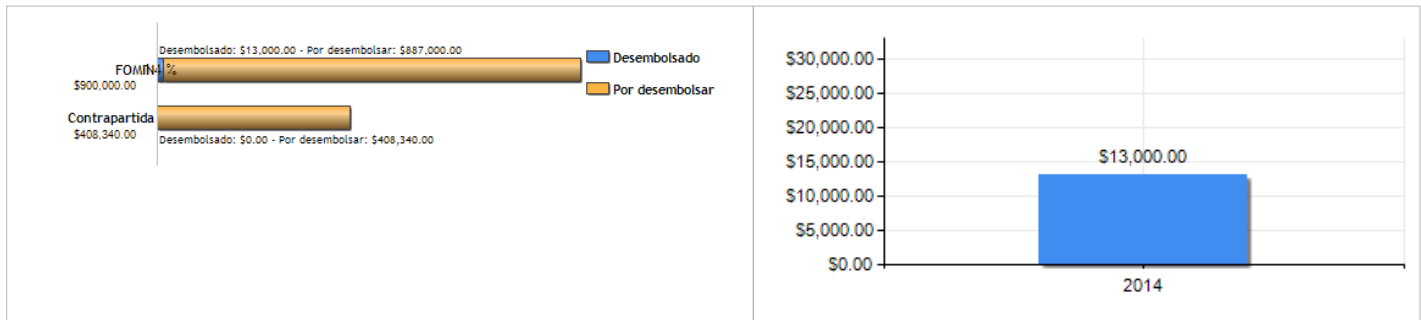 Desembolsado: $13,000.00 - Por desembolsar: $887,000.00
FOMIN
%
$900,000.00
Contrapartida
$408,340.00
Desembolsado: $0.00 - Por desembolsar: $408,340.00
Desembolsado
Por desembolsar
$30,000.00
$25,000.00
$20,000.00
$15,000.00
$10,000.00
$5,000.00
$0.00
$13,000.00
2014